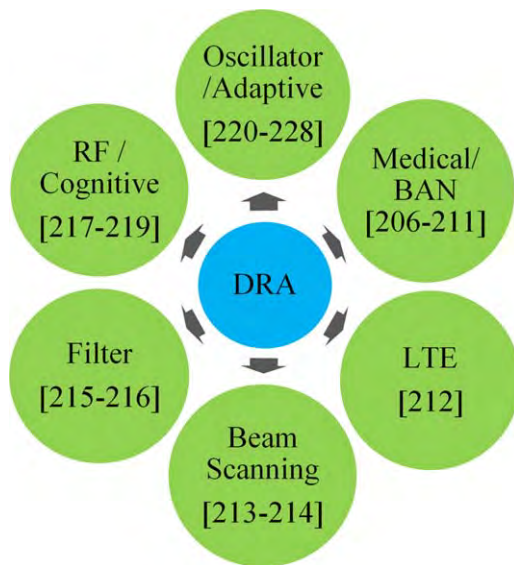 Oscillator
/Adaptive
[220-228]
RF /
Cognitive
[217-219]
Medical/
BAN
[206-211]
DRA
Filter
[215-216]
LTE
[212]
Beam
Scanning
[213-214]